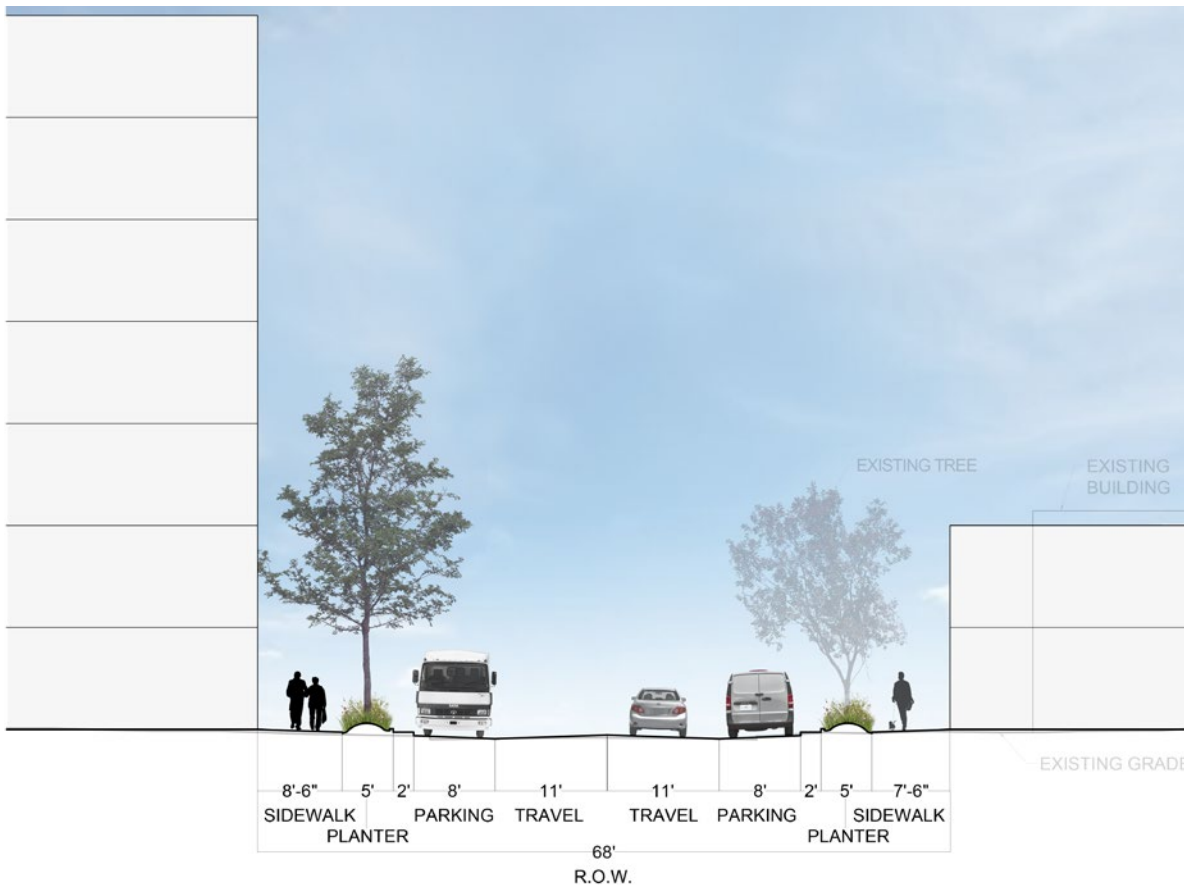 EXISTING TREE
EXISTING
BUILDING
EXISTING GRADE
8'-6" 5' 2' 8' 11' 11' 8' 2' 5' 7'-6"
SIDEWALK PARKING TRAVEL TRAVEL PARKING SIDEWALK
PLANTER PLANTER
68'
R.O.W.